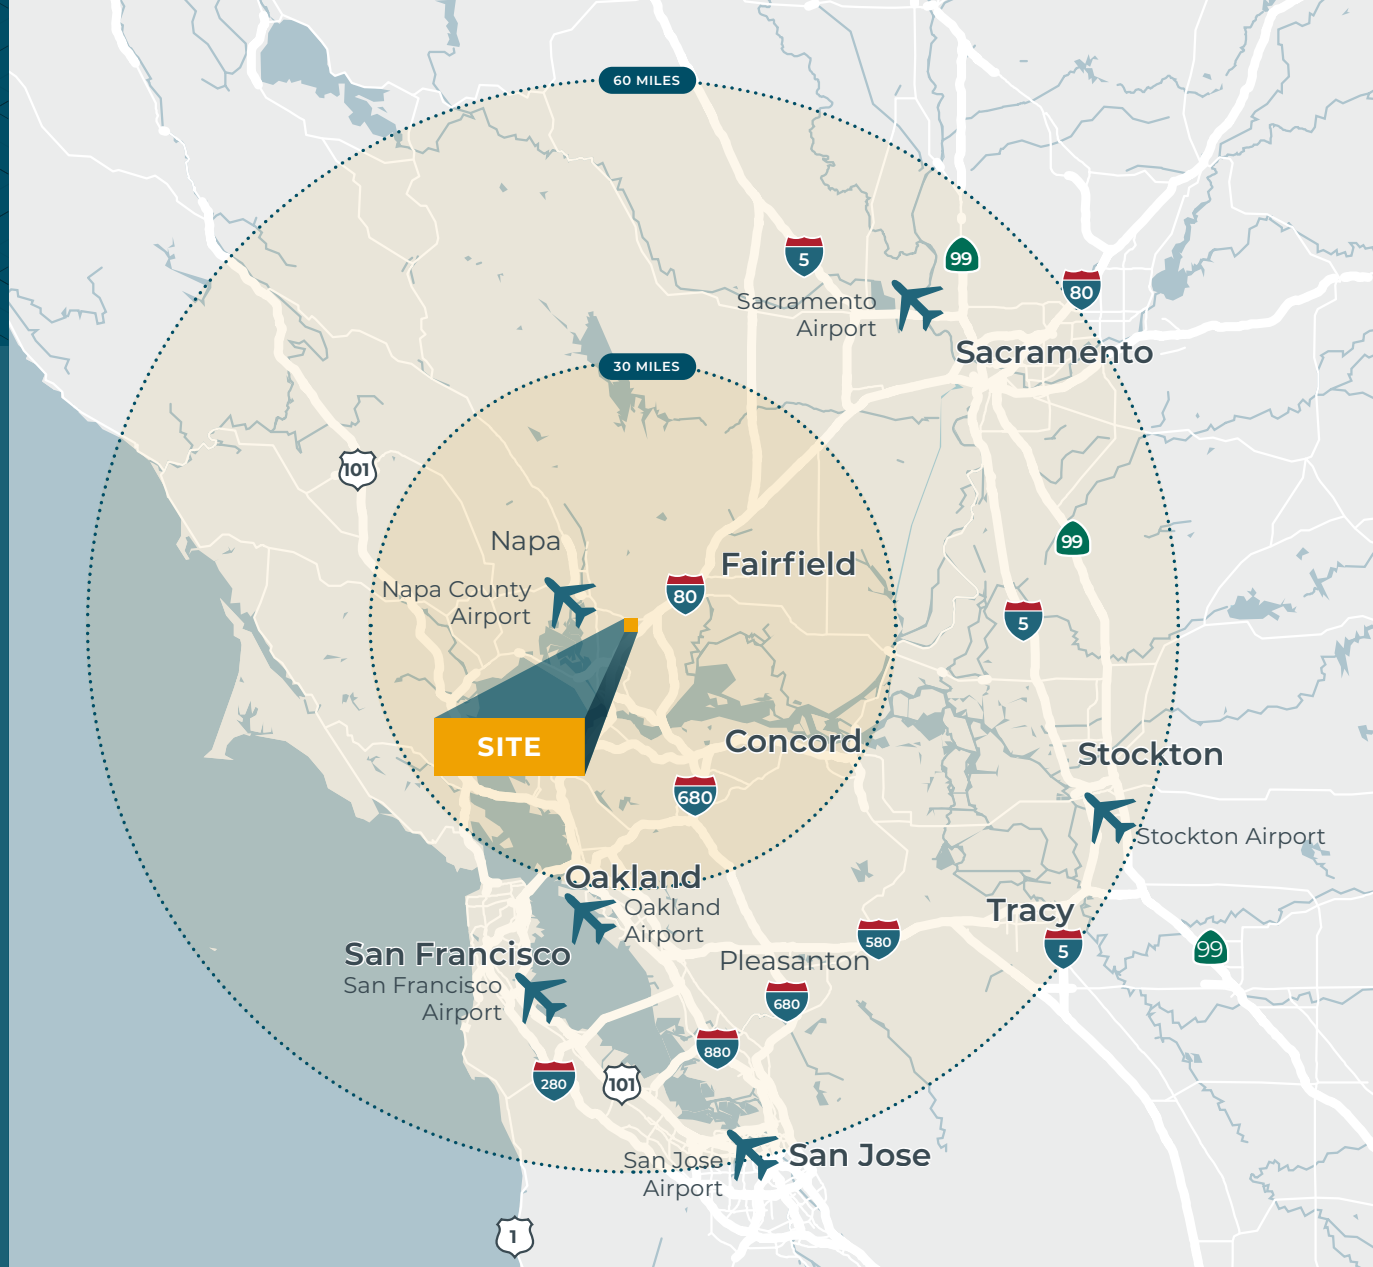 60 MILES
5
99
80
Sacramento
Airport
Sacramento
30 MILES
101
Napa
99
Fairfield
Napa County
Airport
80
5
SITE
Concord
Stockton
680
Stockton Airport
Oakland
Oakland
Airport
Tracy
580
5
99
San Francisco
San Francisco
Airport
Pleasanton
680
880
280
101
San Jose
Airport
San Jose
1